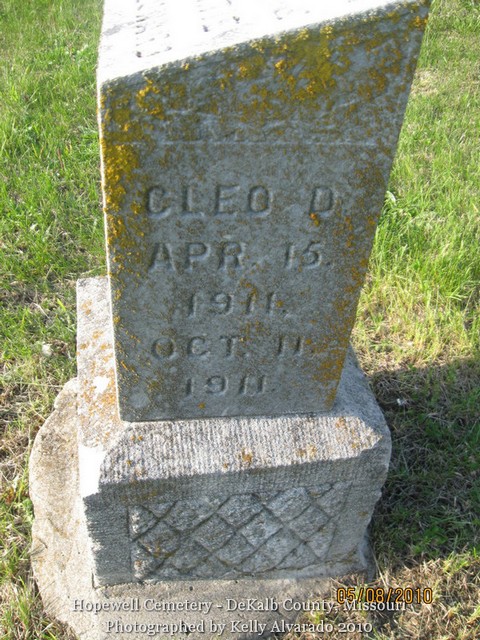 CLEO D
APR. 15.
1911.
OCT. 11.
1911.
05/08/2010
Hopewell Cemetery - DeKalb County, Missouri
Photographed by Kelly Alvarado 2010